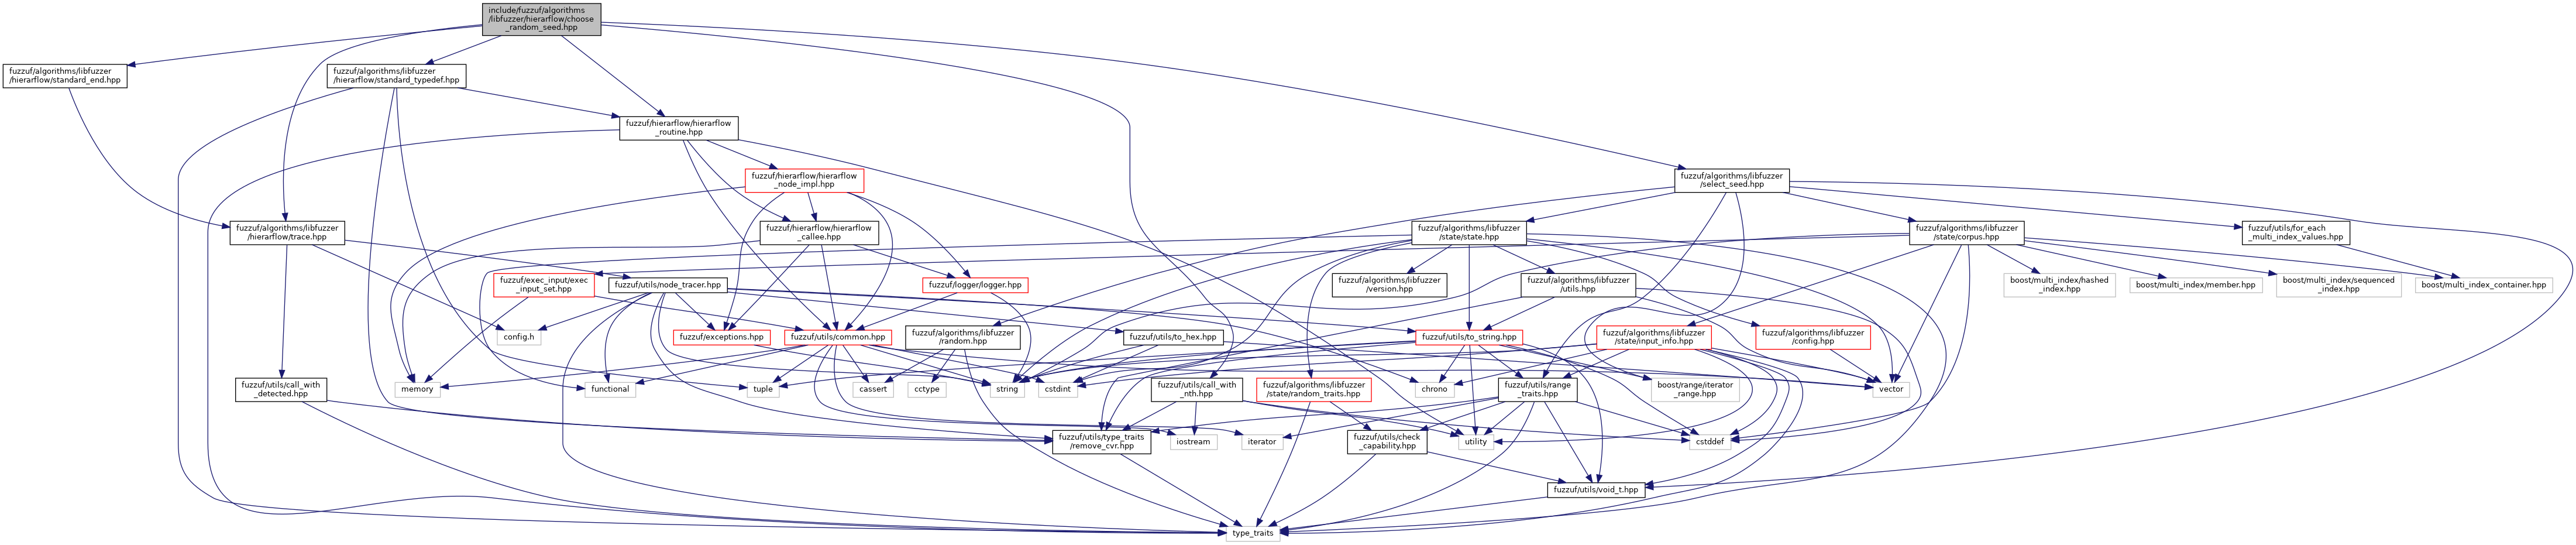 include/fuzzuf/algorithms
/libfuzzer/hierarflow/choose
_random_seed.hpp
fuzzuf/algorithms/libfuzzer
/hierarflow/standard_end.hpp
fuzzuf/algorithms/libfuzzer
/hierarflow/standard_typedef.hpp
fuzzuf/hierarflow/hierarflow
_routine.hpp
fuzzuf/hierarflow/hierarflow
_node_impl.hpp
fuzzuf/algorithms/libfuzzer
/select_seed.hpp
fuzzuf/algorithms/libfuzzer
/hierarflow/trace.hpp
fuzzuf/hierarflow/hierarflow
_callee.hpp
fuzzuf/algorithms/libfuzzer
/state/state.hpp
fuzzuf/algorithms/libfuzzer
/state/corpus.hpp
fuzzuf/utils/for_each
_multi_index_values.hpp
fuzzuf/exec_input/exec
_input_set.hpp
fuzzuf/utils/node_tracer.hpp
fuzzuf/logger/logger.hpp
fuzzuf/algorithms/libfuzzer
/version.hpp
fuzzuf/algorithms/libfuzzer
/utils.hpp
boost/multi_index/hashed
_index.hpp
boost/multi_index/member.hpp
boost/multi_index/sequenced
_index.hpp
boost/multi_index_container.hpp
config.h
fuzzuf/exceptions.hpp
fuzzuf/utils/common.hpp
fuzzuf/algorithms/libfuzzer
/random.hpp
fuzzuf/utils/to_hex.hpp
fuzzuf/utils/to_string.hpp
fuzzuf/algorithms/libfuzzer
/state/input_info.hpp
fuzzuf/algorithms/libfuzzer
/config.hpp
fuzzuf/utils/call_with
_detected.hpp
memory
functional
tuple
cassert
cctype
string
cstdint
fuzzuf/utils/call_with
_nth.hpp
fuzzuf/algorithms/libfuzzer
/state/random_traits.hpp
chrono
fuzzuf/utils/range
_traits.hpp
boost/range/iterator
_range.hpp
vector
fuzzuf/utils/type_traits
/remove_cvr.hpp
iostream
iterator
fuzzuf/utils/check
_capability.hpp
utility
cstddef
fuzzuf/utils/void_t.hpp
type_traits